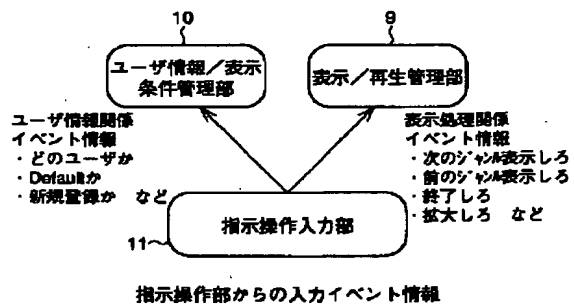 10
9
ユーザ情報／表示
条件管理部
表示／再生管理部
ユーザ情報関係
イベント情報
・どのユーザか
・Defaultか
・新規登録か など
表示処理関係
イベント情報
・次のｼﾞｬﾝﾙ表示しろ
・前のｼﾞｬﾝﾙ表示しろ
・終了しろ
・拡大しろ など
指示操作入力部
11
指示操作部からの入力イベント情報